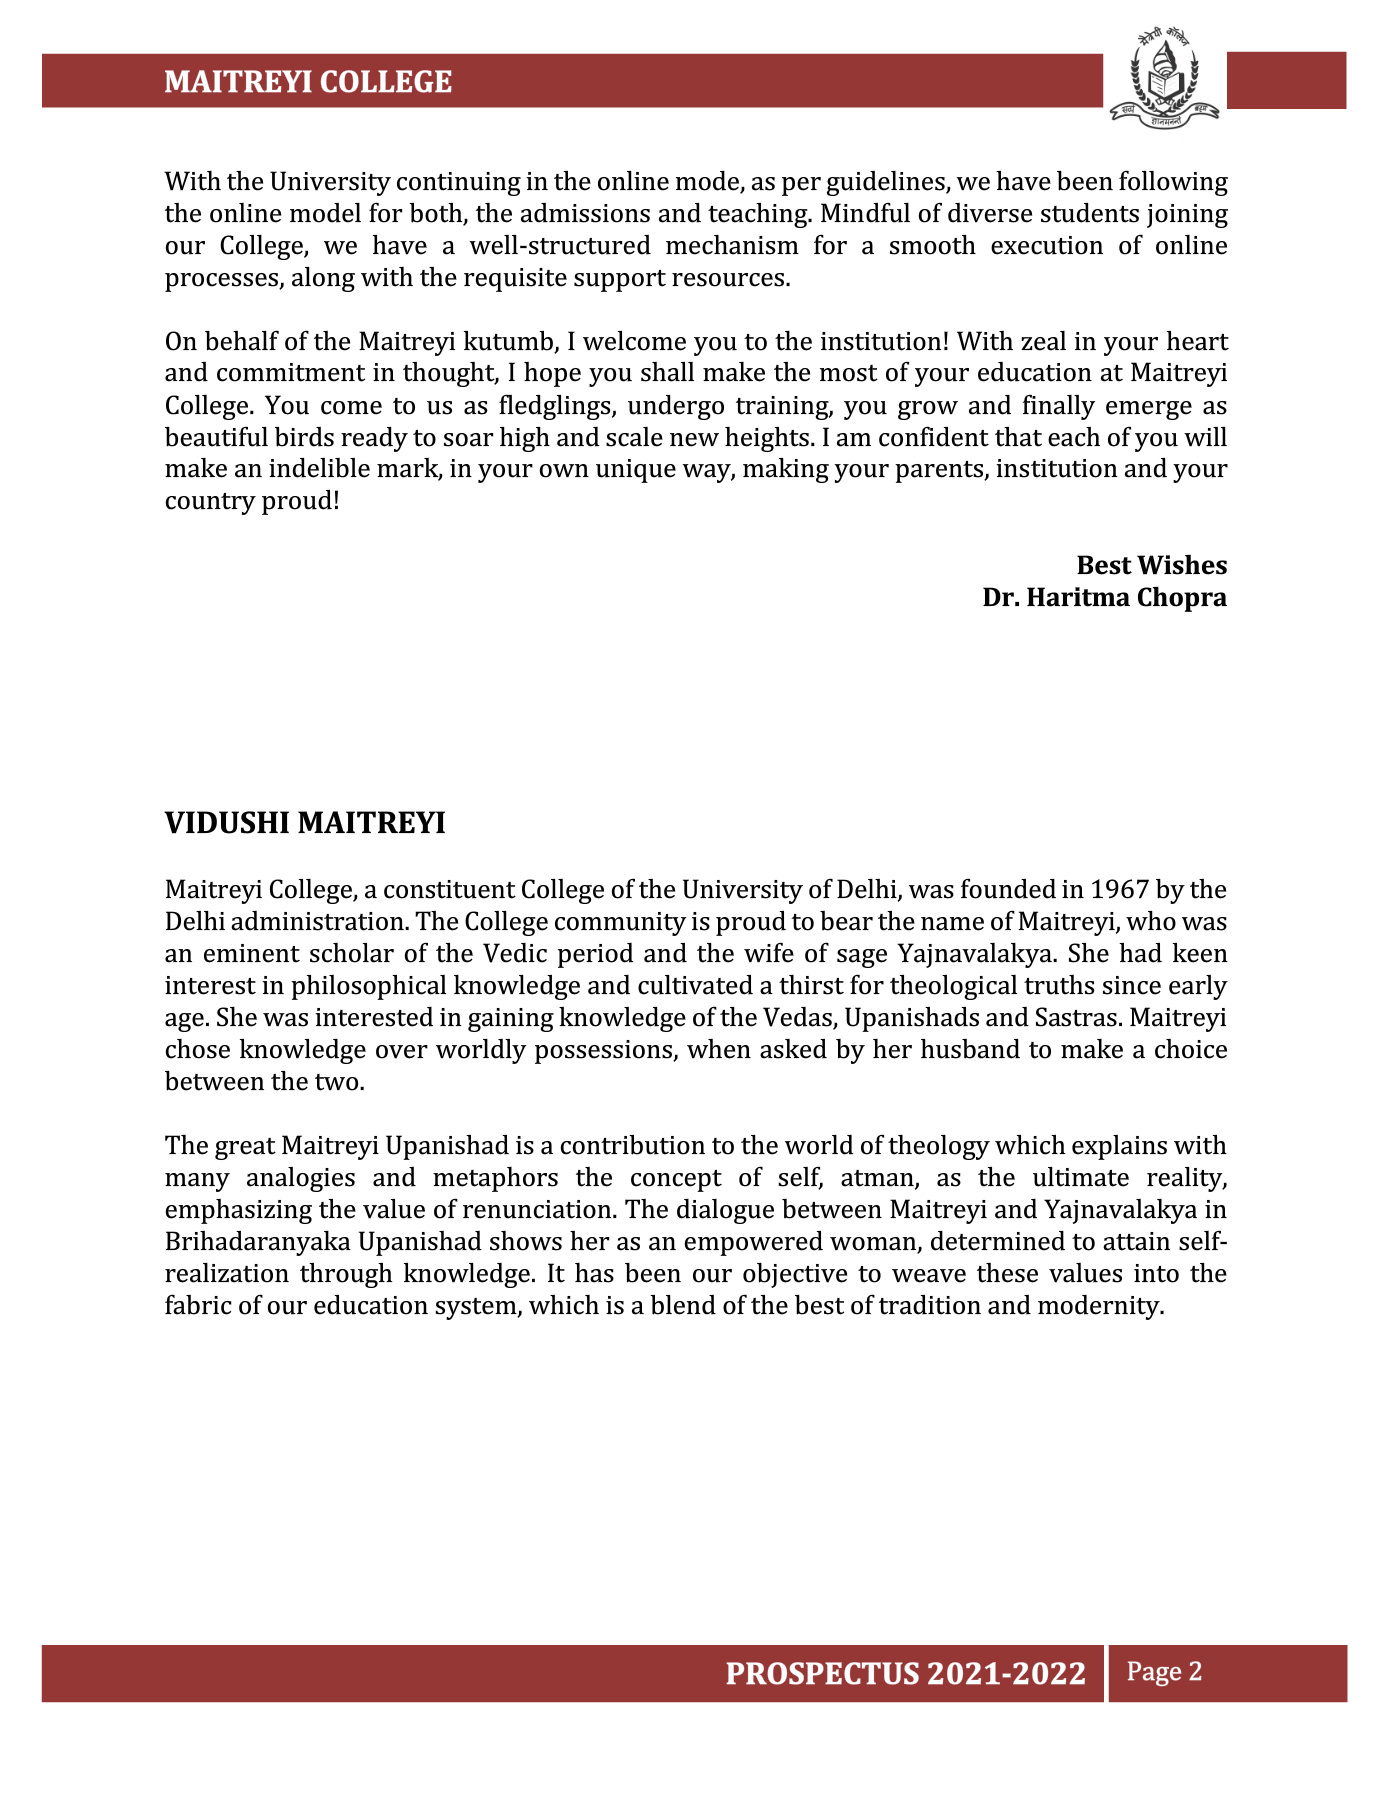 MAITREYI COLLEGE
मैत्रेयी कॉलेज
ज्ञानमनन्तं
With the University continuing in the online mode, as per guidelines, we have been following
the online model for both, the admissions and teaching. Mindful of diverse students joining
our College, we have a well-structured mechanism for a smooth execution of online
processes, along with the requisite support resources.
On behalf of the Maitreyi kutumb, I welcome you to the institution! With zeal in your heart
and commitment in thought, I hope you shall make the most of your education at Maitreyi
College. You come to us as fledglings, undergo training, you grow and finally emerge as
beautiful birds ready to soar high and scale new heights. I am confident that each of you will
make an indelible mark, in your own unique way, making your parents, institution and your
country proud!
Best Wishes
Dr. Haritma Chopra
VIDUSHI MAITREYI
Maitreyi College, a constituent College of the University of Delhi, was founded in 1967 by the
Delhi administration. The College community is proud to bear the name of Maitreyi, who was
an eminent scholar of the Vedic period and the wife of sage Yajnavalakya. She had keen
interest in philosophical knowledge and cultivated a thirst for theological truths since early
age. She was interested in gaining knowledge of the Vedas, Upanishads and Sastras. Maitreyi
chose knowledge over worldly possessions, when asked by her husband to make a choice
between the two.
The great Maitreyi Upanishad is a contribution to the world of theology which explains with
many analogies and metaphors the concept of self, atman, as the ultimate reality,
emphasizing the value of renunciation. The dialogue between Maitreyi and Yajnavalakya in
Brihadaranyaka Upanishad shows her as an empowered woman, determined to attain self-
realization through knowledge. It has been our objective to weave these values into the
fabric of our education system, which is a blend of the best of tradition and modernity.
PROSPECTUS 2021-2022
Page 2